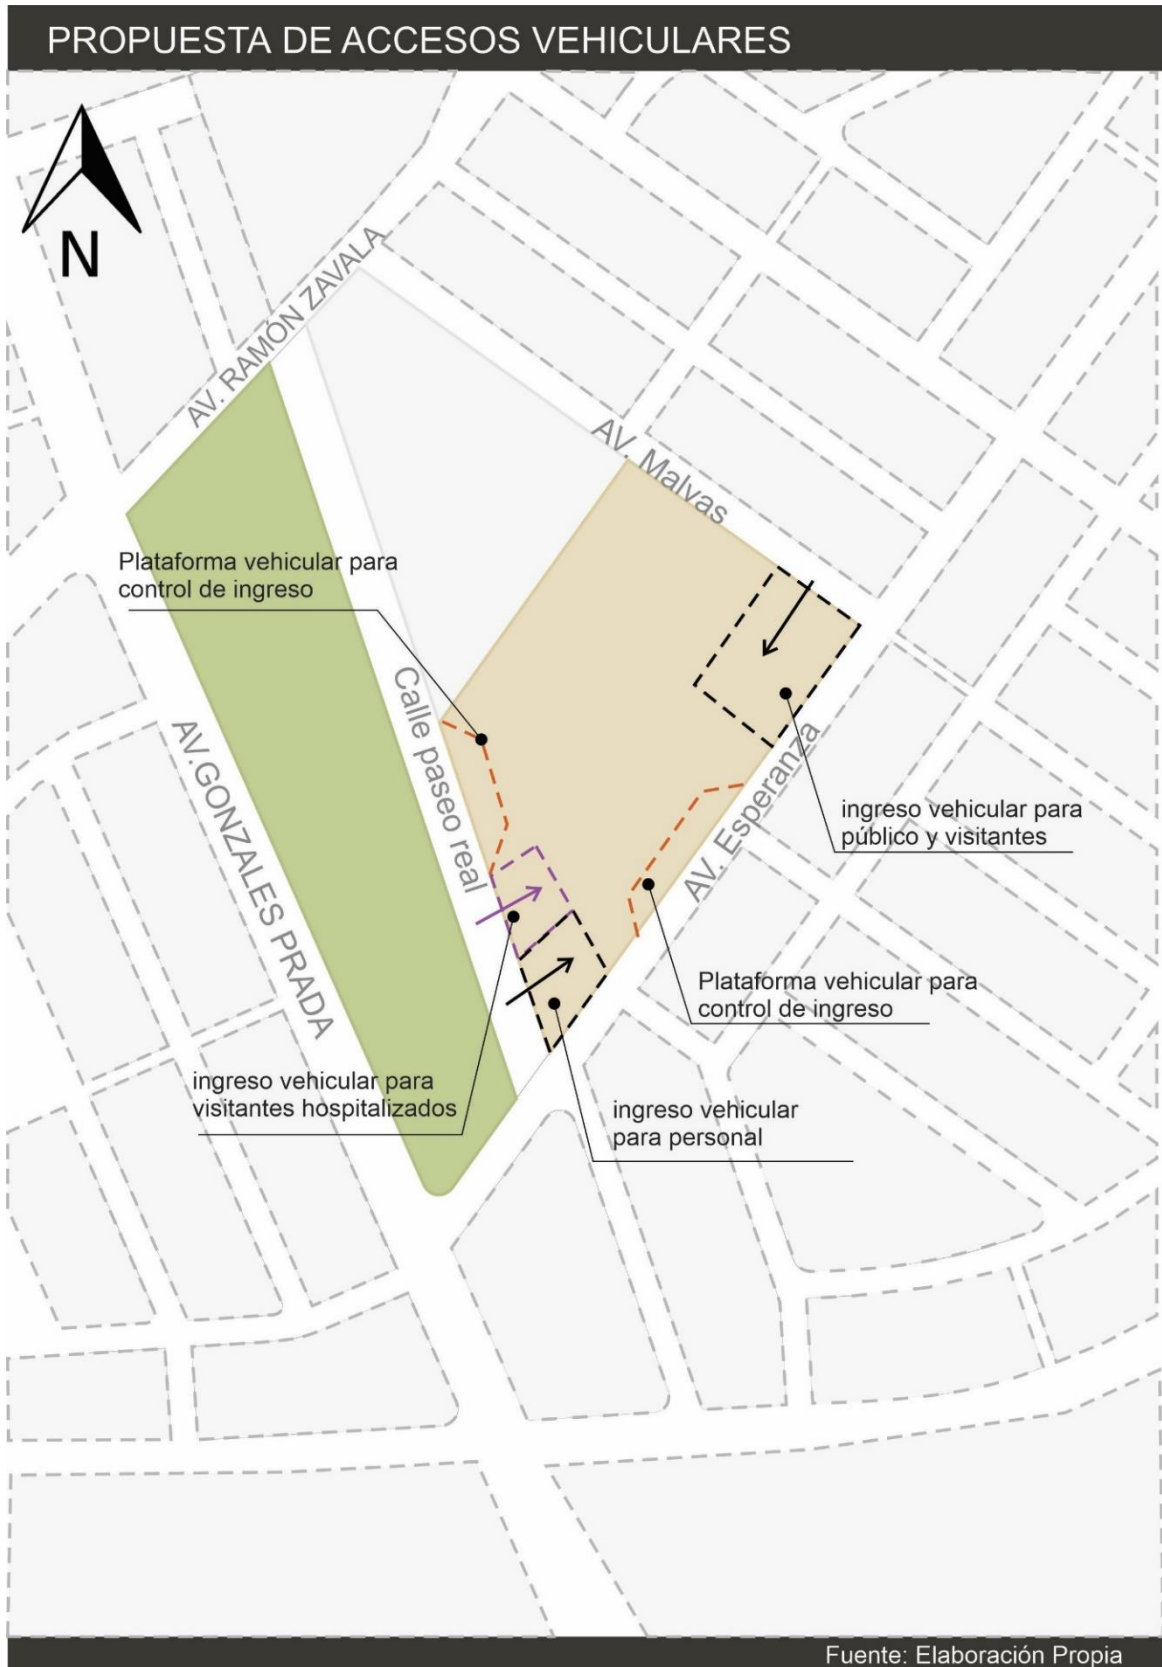 PROPUESTA DE ACCESOS VEHICULARES
N
AV. RAMÓN ZAVALA
AV. Malvas
Plataforma vehicular para
control de ingreso
Calle paseo real
AV.GONZALES PRADA
AV. Esperanza
ingreso vehicular para
público y visitantes
Plataforma vehicular para
control de ingreso
ingreso vehicular para
visitantes hospitalizados
ingreso vehicular
para personal
Fuente: Elaboración Propia